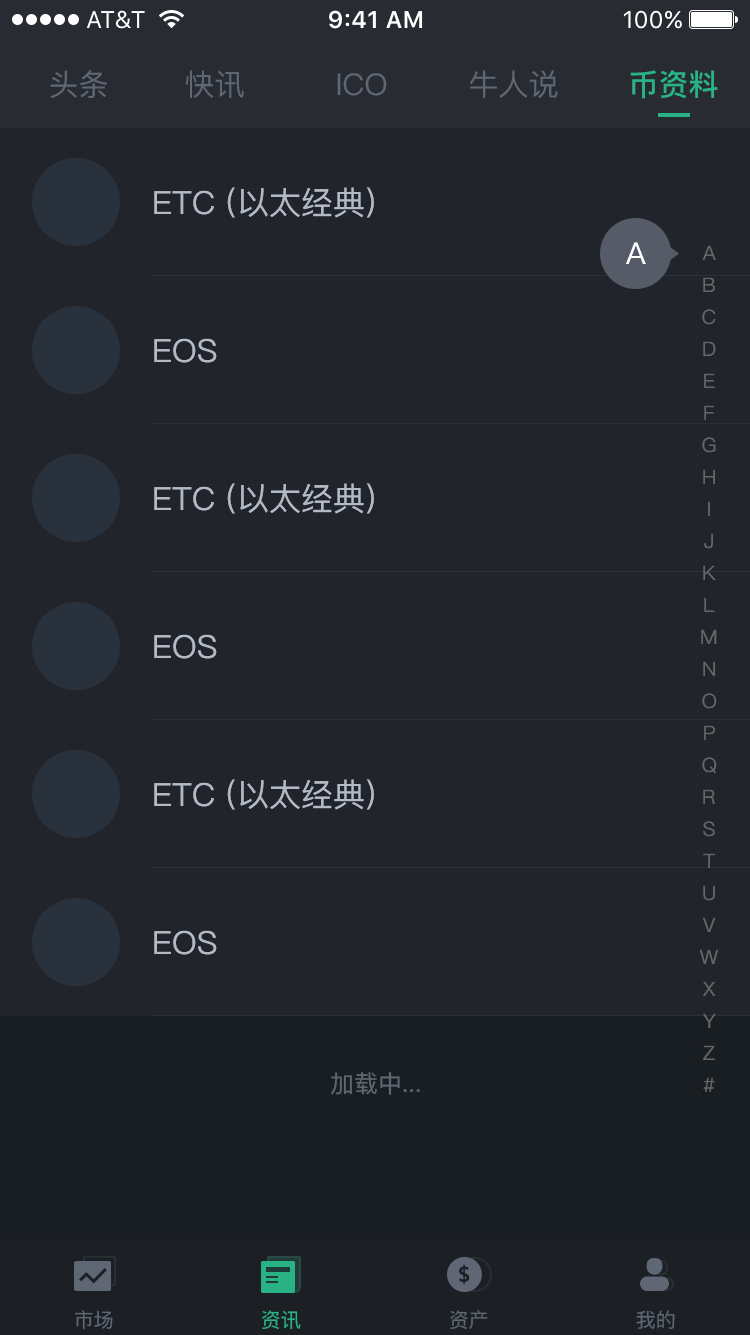 AT&T 9:41 AM 100%
头条 快讯 ICO 牛人说 币资料
ETC (以太经典)
A
EOS
ETC (以太经典)
EOS
ETC (以太经典)
EOS
A
B
C
D
E
F
G
H
I
J
K
L
M
N
O
P
Q
R
S
T
U
V
W
X
Y
Z
#
加载中...
$
市场 资讯 资产 我的